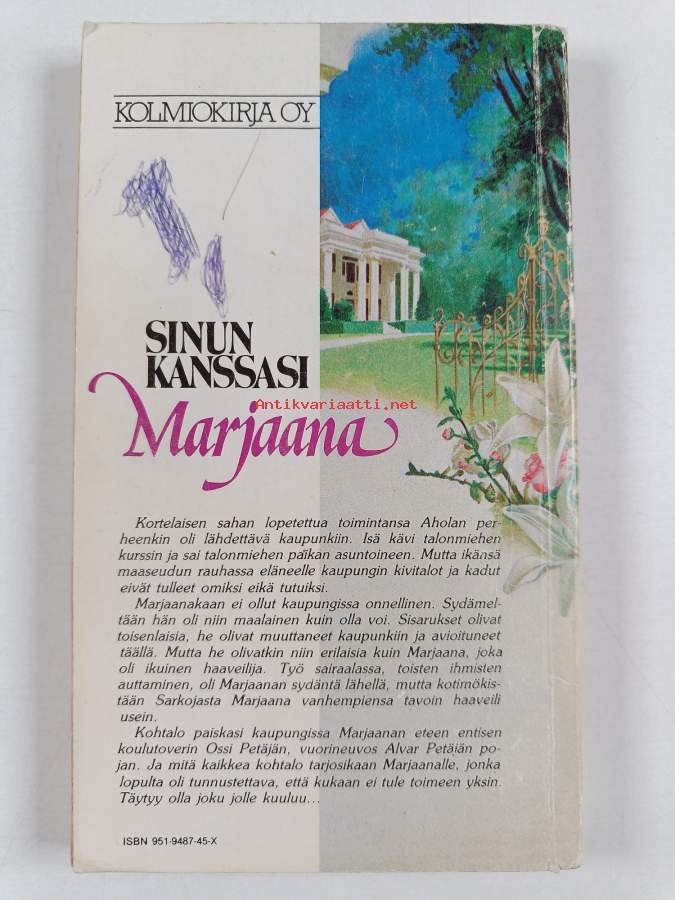 KOLMIOKIRJA OY
SINUN
KANSSASI
Antikvariaatti.net
Marjaana
Kortelaisen sahan lopetettua toimintansa Aholan per-
heenkin oli lähdettävä kaupunkiin. Isä kävi talonmiehen
kurssin ja sai talonmiehen paikan asuntoineen. Mutta ikänsä
maaseudun rauhassa eläneelle kaupungin kivitalot ja kadut
eivät tulleet omiksi eikä tutuiksi.
Marjaanakaan ei ollut kaupungissa onnellinen. Sydämel-
tään hän oli niin maalainen kuin olla voi. Sisarukset olivat
toisenlaisia, he olivat muuttaneet kaupunkiin ja avioituneet
täällä. Mutta he olivatkin niin erilaisia kuin Marjaana, joka
oli ikuinen haaveilija. Työ sairaalassa, toisten ihmisten
auttaminen, oli Marjaanan sydäntä lähellä, mutta kotimökis-
tään Sarkojasta Marjaana vanhempiensa tavoin haaveili
usein.
Kohtalo paiskasi kaupungissa Marjaanan eteen entisen
koulutoverin Ossi Petäjän, vuorineuvos Alvar Petäjän po-
jan. Ja mitä kaikkea kohtalo tarjosikaan Marjaanalle, jonka
lopulta oli tunnustettava, että kukaan ei tule toimeen yksin.
Täytyy olla joku jolle kuuluu...
ISBN 951-9487-45-X